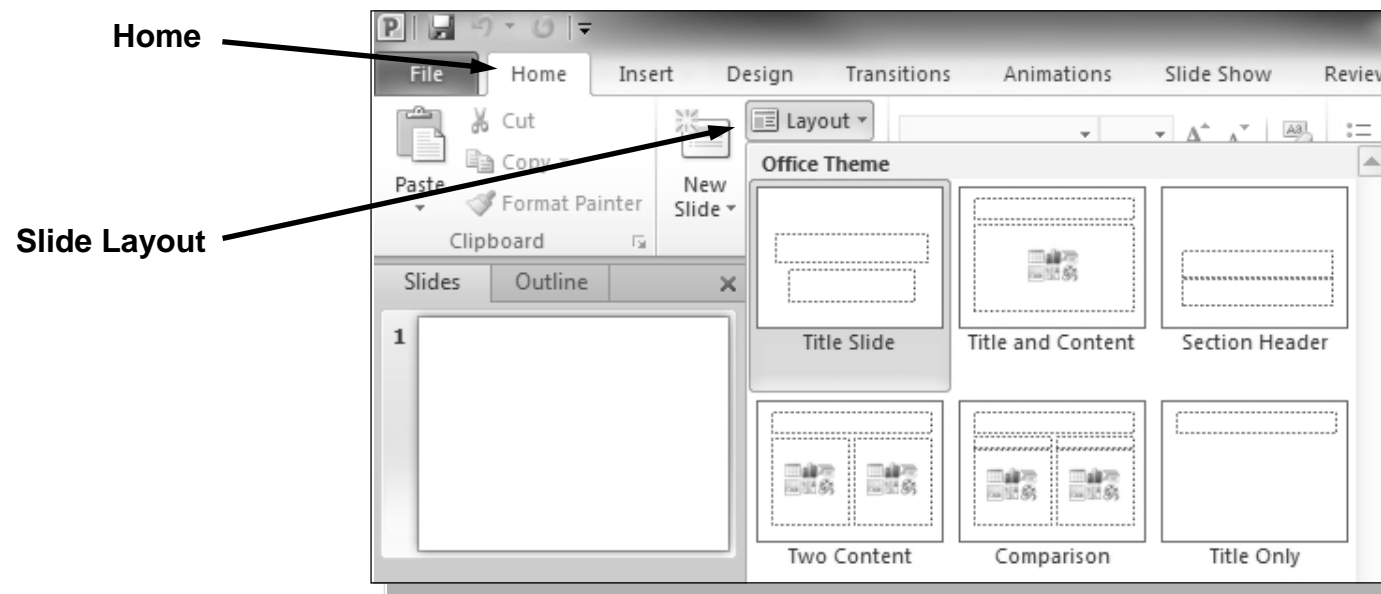 Home
File Home Insert Design Transitions Animations Slide Show
Cut
Layout
Copy
Office Theme
Paste
New
Slide
Format Painter
Slide Layout
Clipboard
Slides Outline
1
Title Slide Title and Content Section Header
Two Content Comparison Title Only